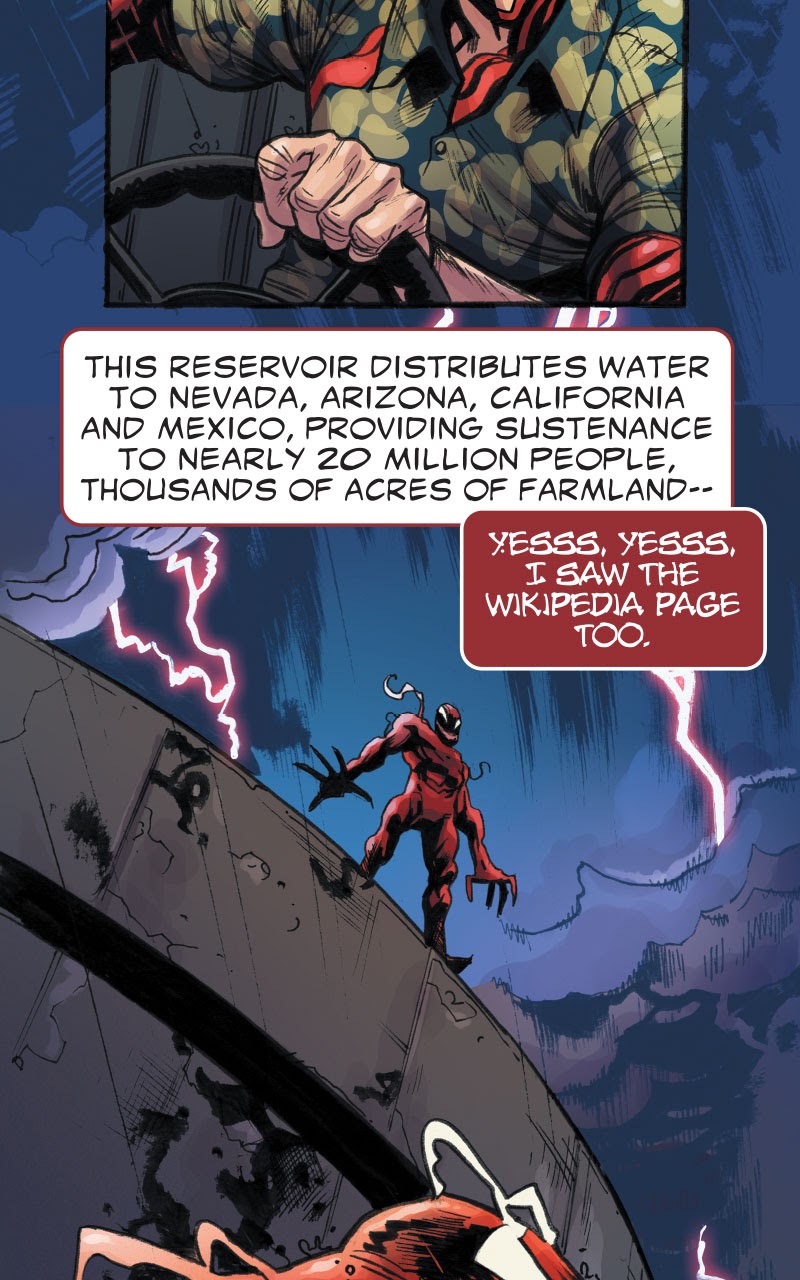 THIS RESERVOIR DISTRIBUTES WATER
TO NEVADA, ARIZONA, CALIFORNIA
AND MEXICO, PROVIDING SUSTENANCE
TO NEARLY 20 MILLION PEOPLE,
THOUSANDS OF ACRES OF FARMLAND--
YESSS, YESSS,
I SAW THE
WIKIPEDIA PAGE
TOO.